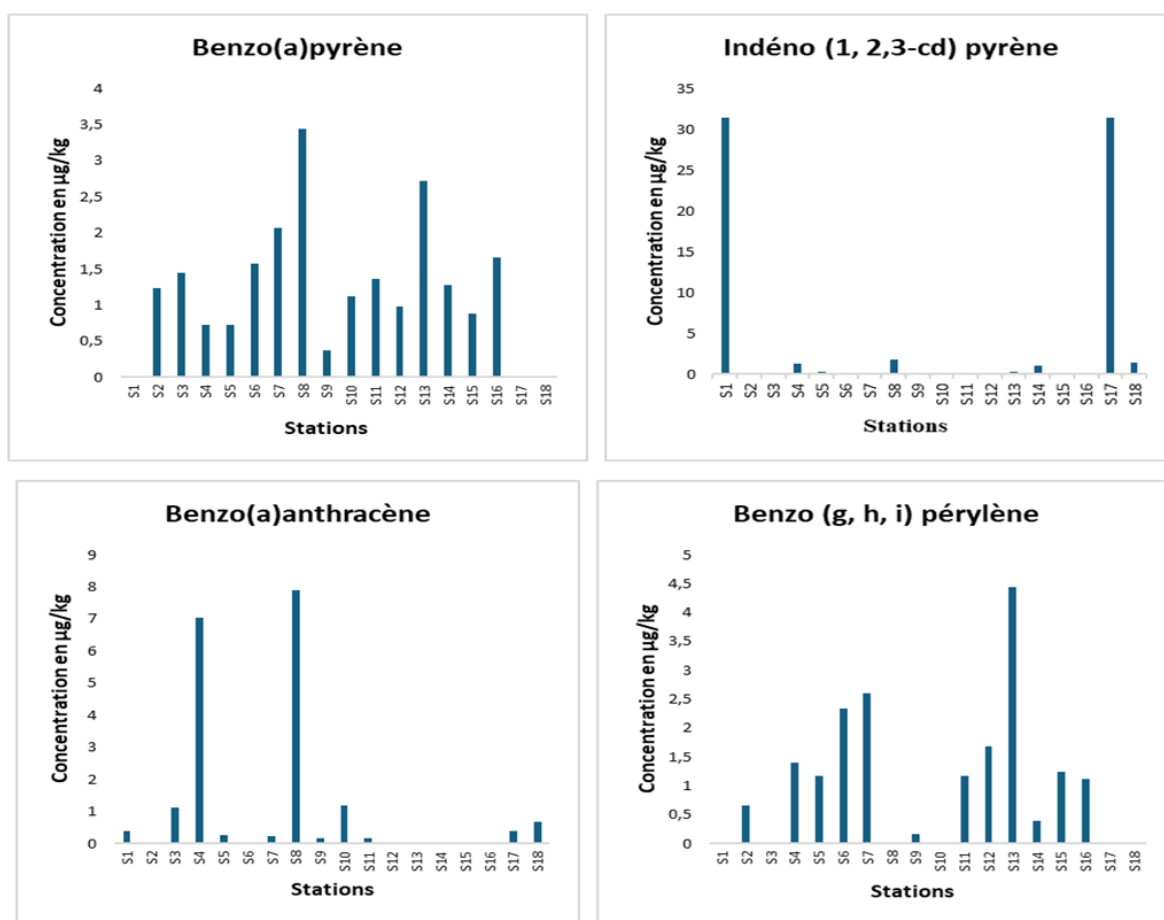 Benzo(a)pyrène
Concentration en µg/kg
4
3,5
3
2,5
2
1,5
1
0,5
0
S1 S2 S3 S4 S5 S6 S7 S8 S9 S10 S11 S12 S13 S14 S15 S16 S17 S18
Stations
Indéno (1, 2,3-cd) pyrène
Concentration en µg/kg
35
30
25
20
15
10
5
0
S1 S2 S3 S4 S5 S6 S7 S8 S9 S10 S11 S12 S13 S14 S15 S16 S17 S18
Stations
Benzo(a)anthracène
Concentration en µg/kg
9
8
7
6
5
4
3
2
1
0
S1 S2 S3 S4 S5 S6 S7 S8 S9 S10 S11 S12 S13 S14 S15 S16 S17 S18
Stations
Benzo (g, h, i) pérylène
Concentration en µg/kg
5
4,5
4
3,5
3
2,5
2
1,5
1
0,5
0
S1 S2 S3 S4 S5 S6 S7 S8 S9 S10 S11 S12 S13 S14 S15 S16 S17 S18
Stations